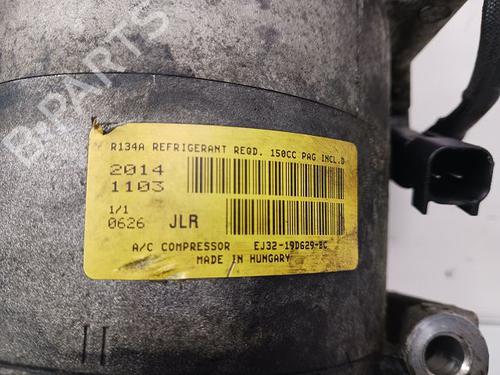 B-PARTS
R134A REFRIGERANT REQD. 150CC PAG INCL.D
2014
1103
1/1
0626 JLR
A/C COMPRESSOR EJ32-19D629-BC
MADE IN HUNGARY